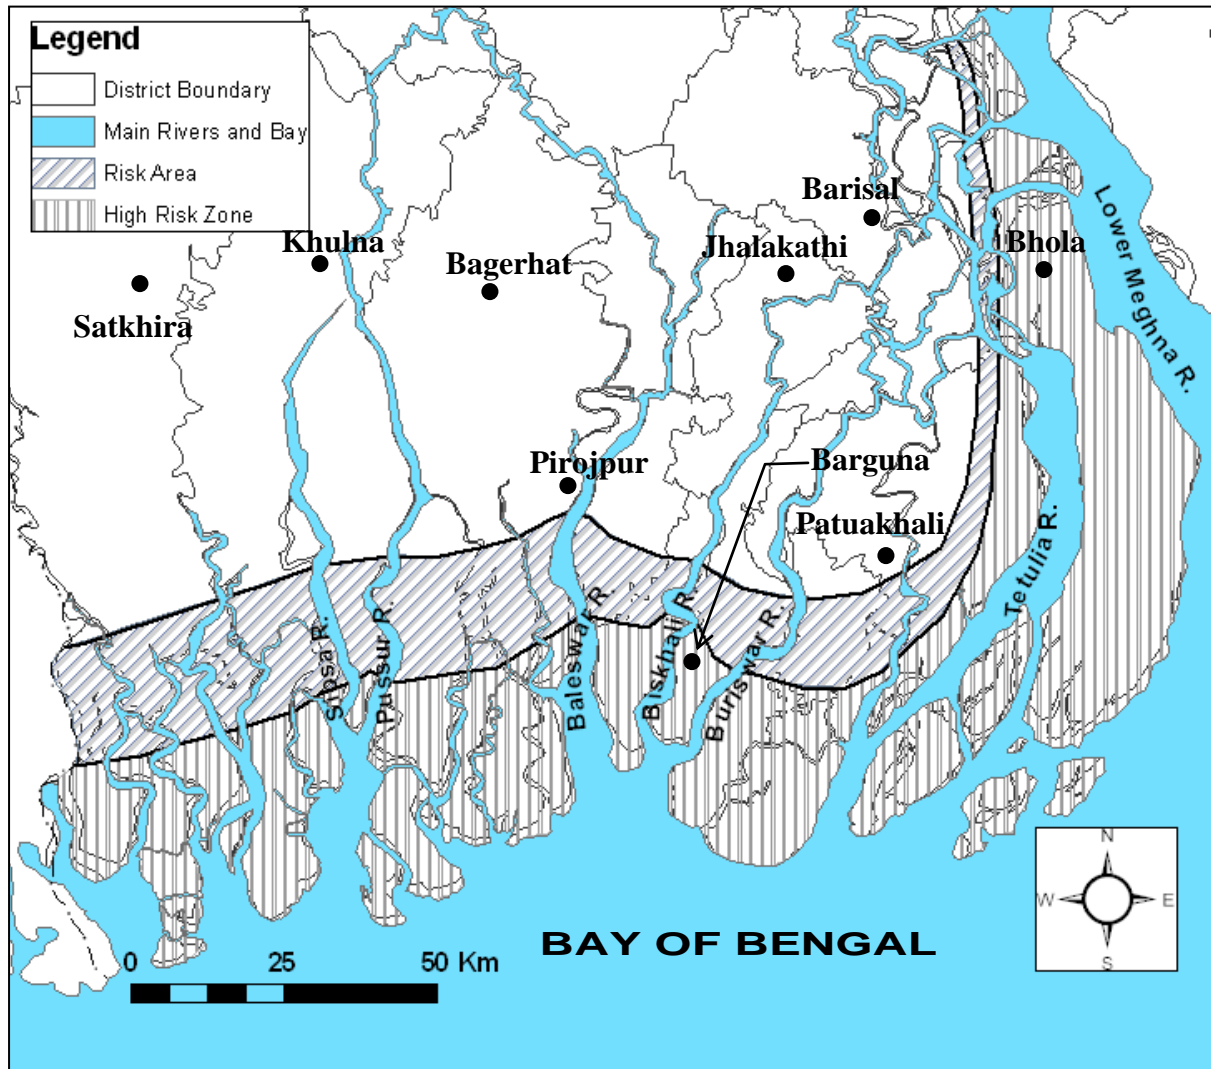 Legend
District Boundary
Main Rivers and Bay
Risk Area
High Risk Zone
Barisal
Khulna
Bagerhat
Jhalakathi
Bhola
Lower Meghna R.
Satkhira
Pirojpur
Barguna
Patuakhali
Tetulia R.
Sibsa R.
Pussur R.
Baleswar R.
Biskhali R.
Buriswar R.
N
W E
S
BAY OF BENGAL
0 25 50 Km